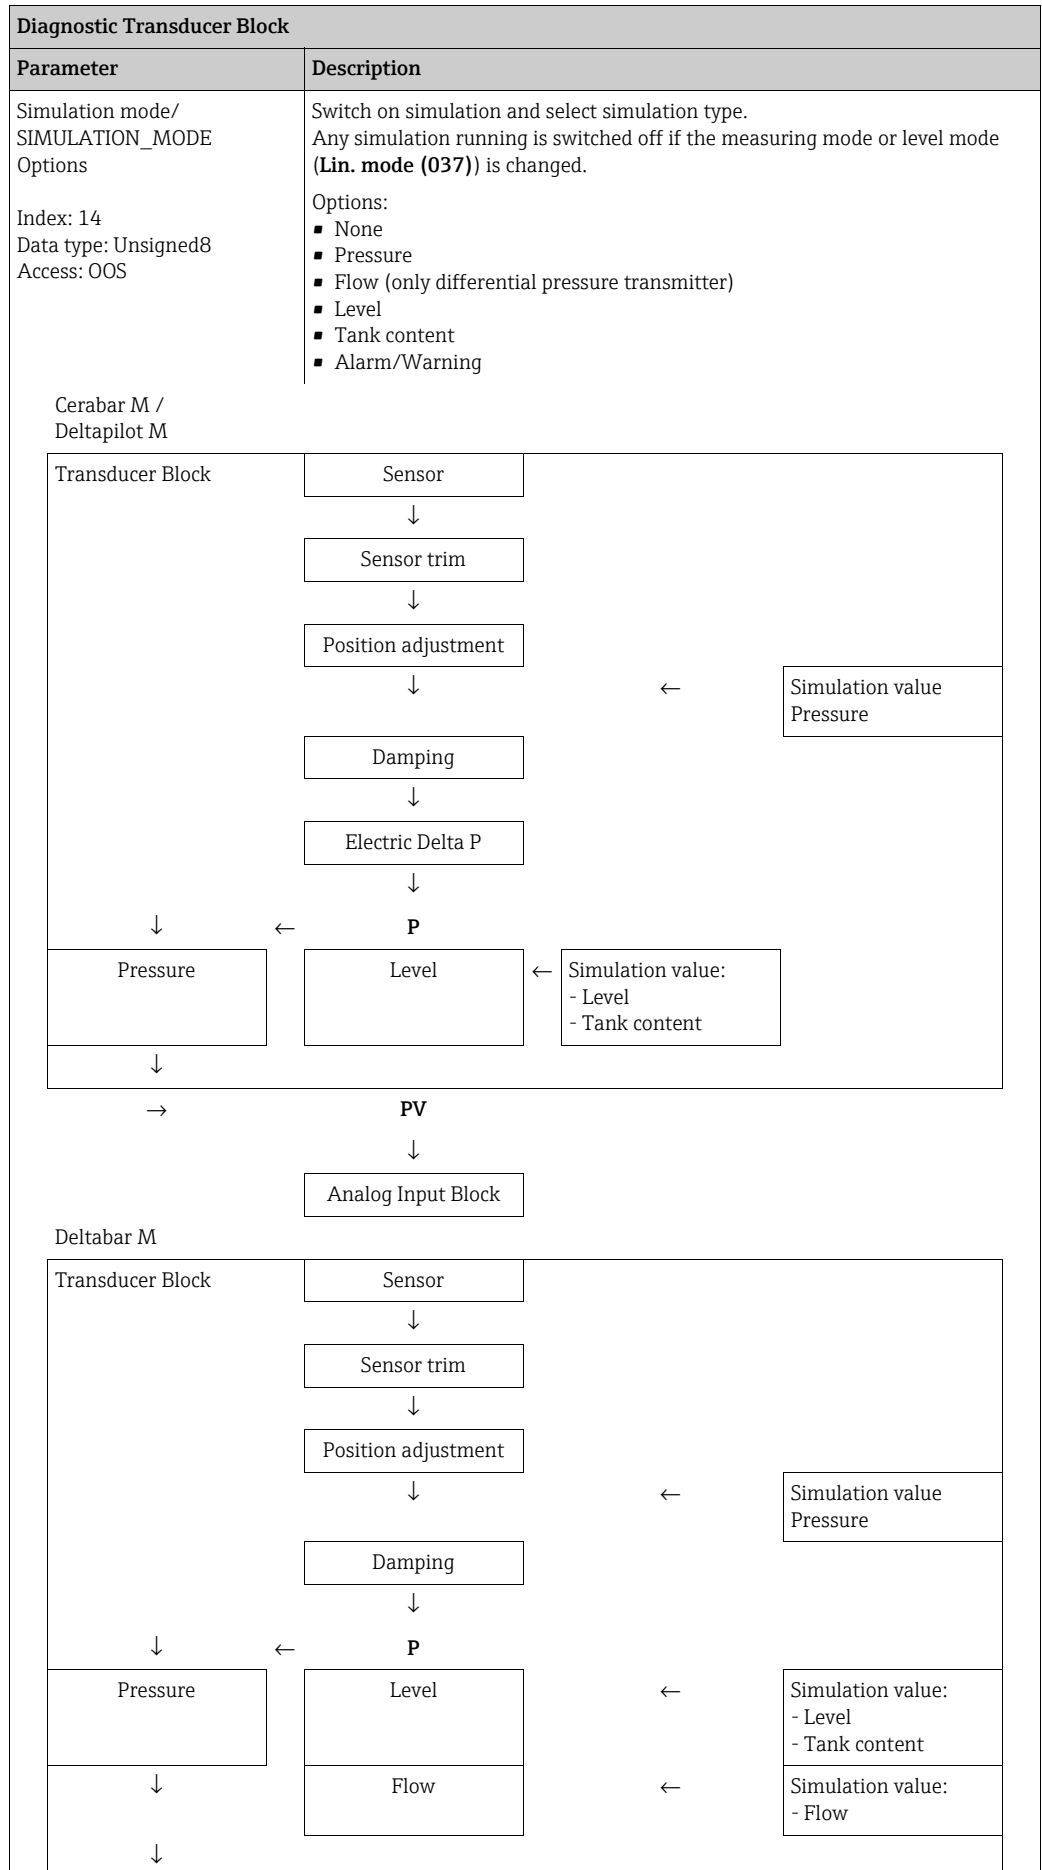 Diagnostic Transducer Block
Parameter
Description
Simulation mode/
SIMULATION_MODE
Options
Index: 14
Data type: Unsigned8
Access: OOS
Switch on simulation and select simulation type.
Any simulation running is switched off if the measuring mode or level mode
(Lin. mode (037)) is changed.
Options:
▪ None
▪ Pressure
▪ Flow (only differential pressure transmitter)
▪ Level
▪ Tank content
▪ Alarm/Warning
Cerabar M /
Deltapilot M
Transducer Block
Sensor
↓
Sensor trim
↓
Position adjustment
↓ ← Simulation value
Pressure
Damping
↓
Electric Delta P
↓
↓ ← P
Pressure
Level
← Simulation value:
- Level
- Tank content
↓
→ PV
↓
Analog Input Block
Deltabar M
Transducer Block
Sensor
↓
Sensor trim
↓
Position adjustment
↓ ← Simulation value
Pressure
Damping
↓
↓ ← P
Pressure
Level
← Simulation value:
- Level
- Tank content
↓ Flow ← Simulation value:
- Flow
↓